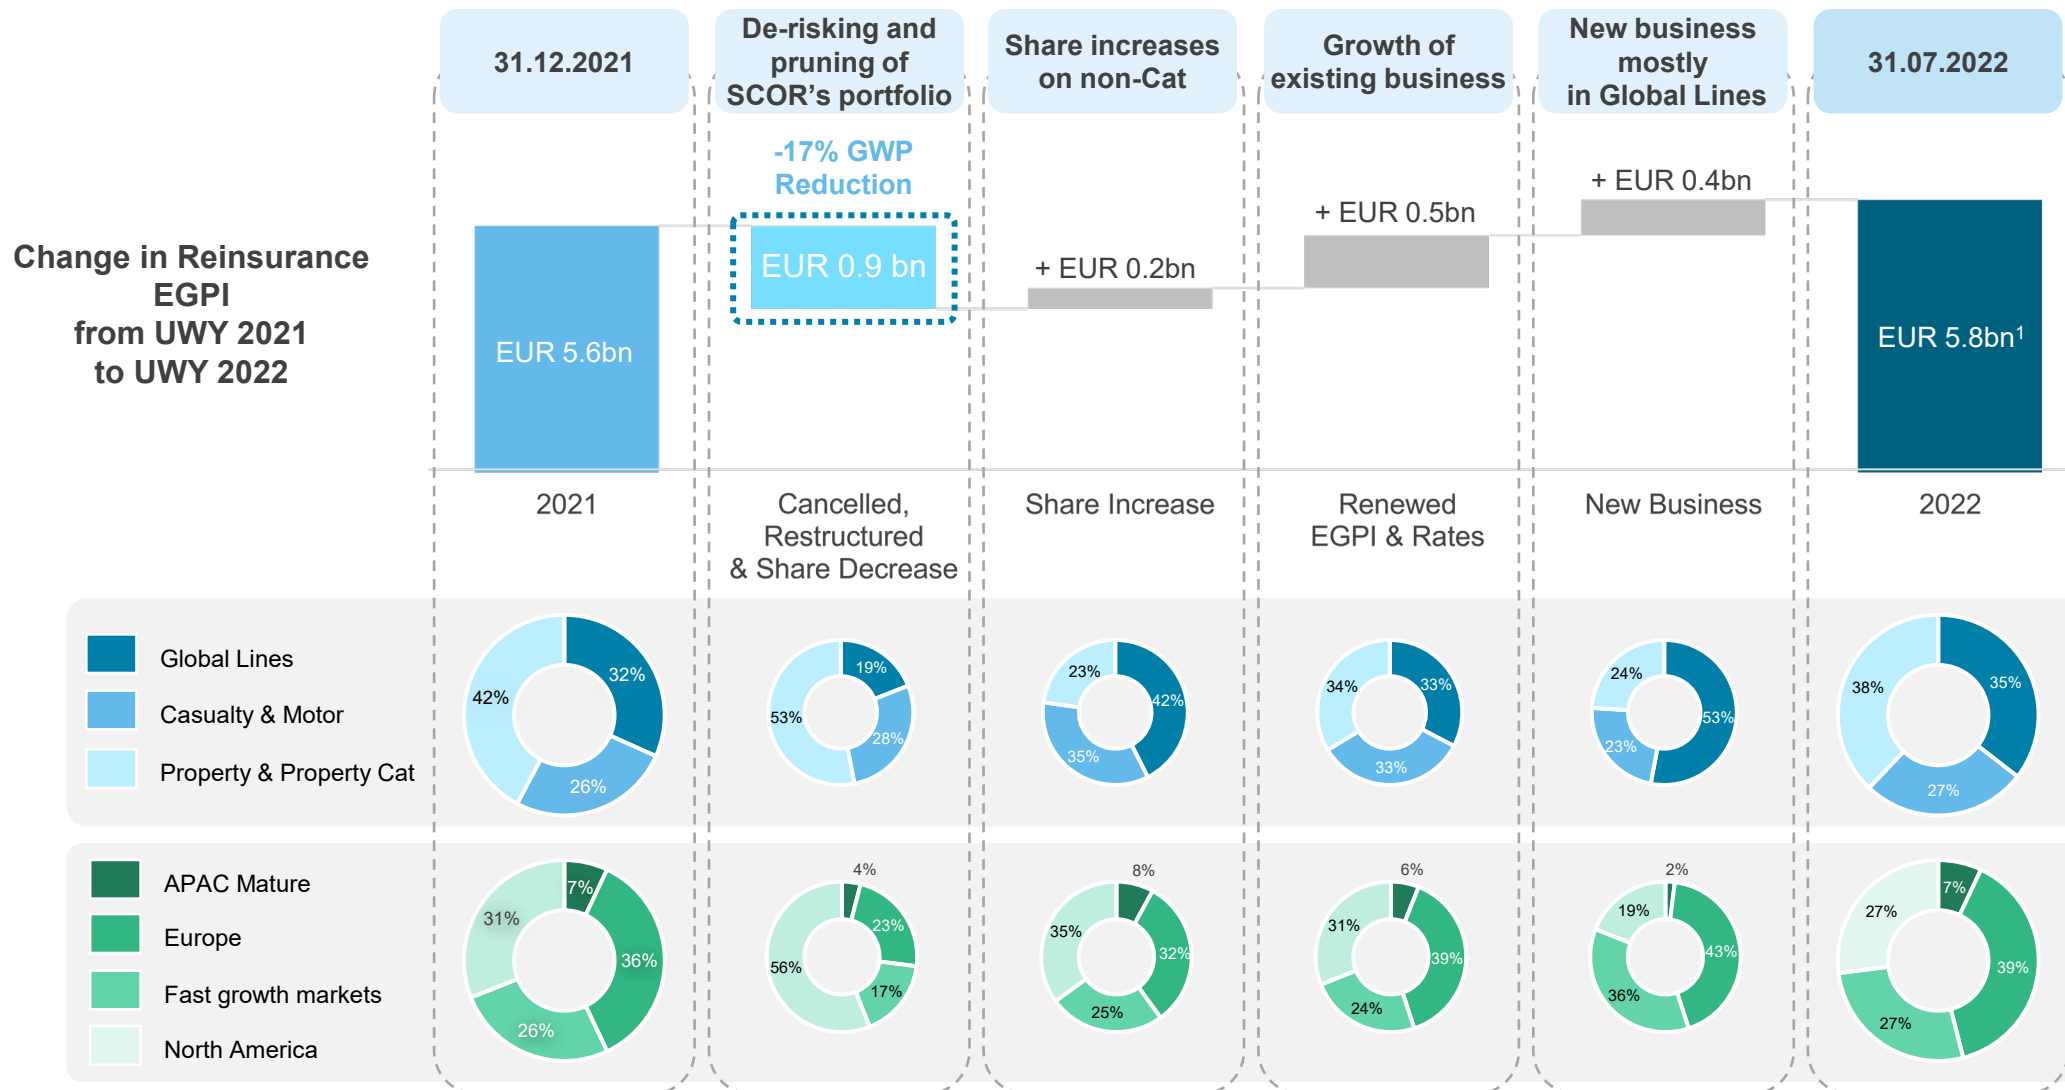 31.12.2021
De-risking and
pruning of
SCOR's portfolio
Share increases
on non-Cat
Growth of
existing business
New business
mostly
in Global Lines
31.07.2022
Change in Reinsurance
EGPI
from UWY 2021
to UWY 2022
EUR 5.6bn
-17% GWP
Reduction
EUR 0.9 bn
+ EUR 0.2bn
+ EUR 0.5bn
+ EUR 0.4bn
EUR 5.8bn¹
2021
Cancelled,
Restructured
& Share Decrease
Share Increase
Renewed
EGPI & Rates
New Business
2022
Global Lines
Casualty & Motor
Property & Property Cat
32%
26%
42%
19%
28%
53%
42%
35%
23%
33%
33%
34%
53%
23%
24%
35%
27%
38%
APAC Mature
Europe
Fast growth markets
North America
7%
36%
26%
31%
4%
23%
17%
56%
8%
32%
25%
35%
6%
39%
24%
31%
2%
43%
36%
19%
7%
39%
27%
27%